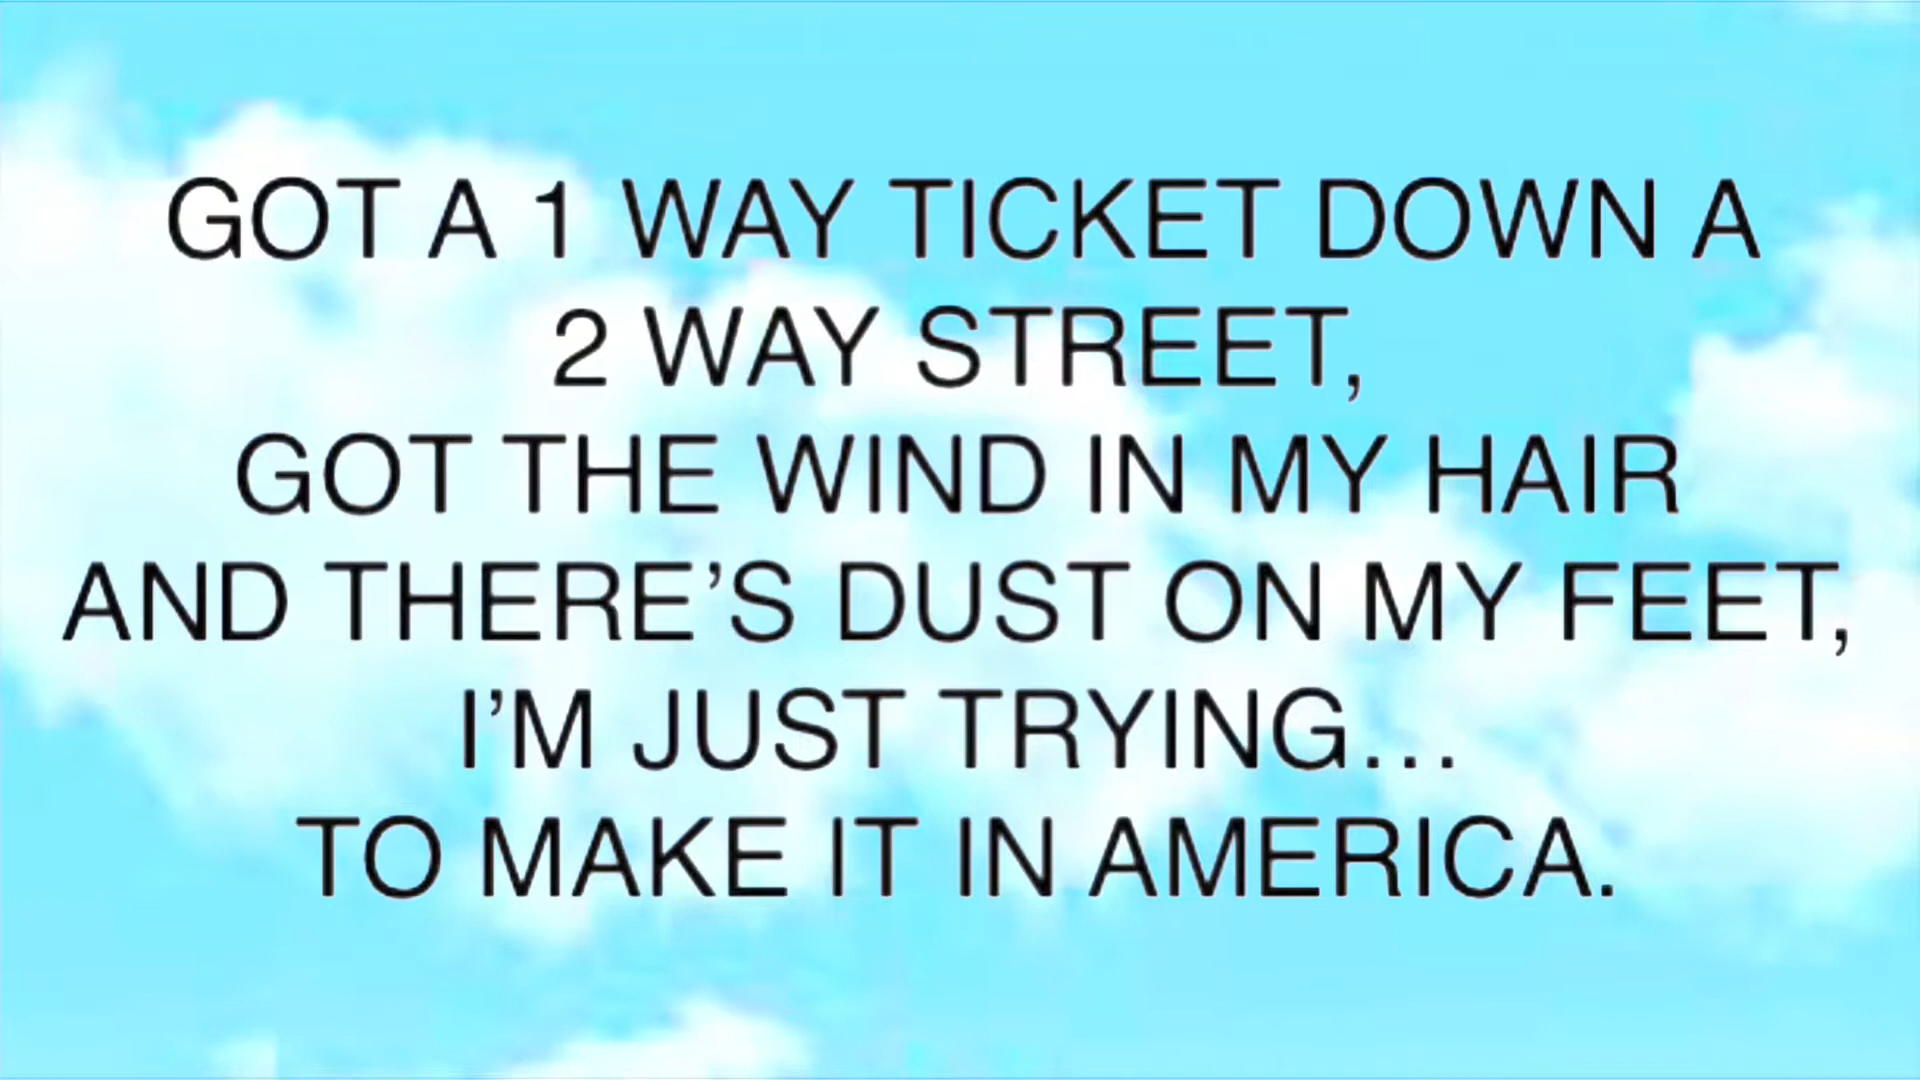 GOT A 1 WAY TICKET DOWN A
2 WAY STREET,
GOT THE WIND IN MY HAIR
AND THERE’S DUST ON MY FEET,
I’M JUST TRYING...
TO MAKE IT IN AMERICA.